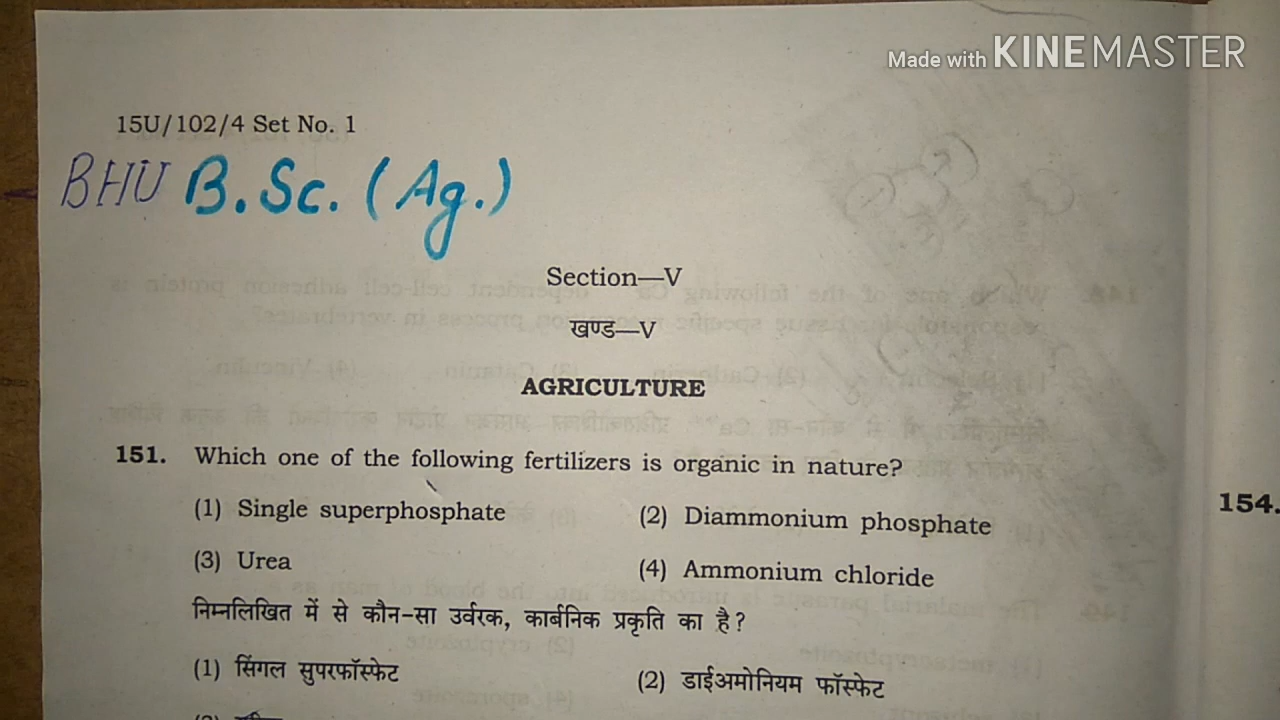 Made with KINEMASTER
15U/102/4 Set No. 1
BHU B.Sc. (Ag.)
Section—V
खण्ड—V
AGRICULTURE
151. Which one of the following fertilizers is organic in nature?
(1) Single superphosphate (2) Diammonium phosphate
154.
(3) Urea (4) Ammonium chloride
निम्नलिखित में से कौन-सा उर्वरक, कार्बनिक प्रकृति का है?
(1) सिंगल सुपरफॉस्फेट (2) डाईअमोनियम फॉस्फेट